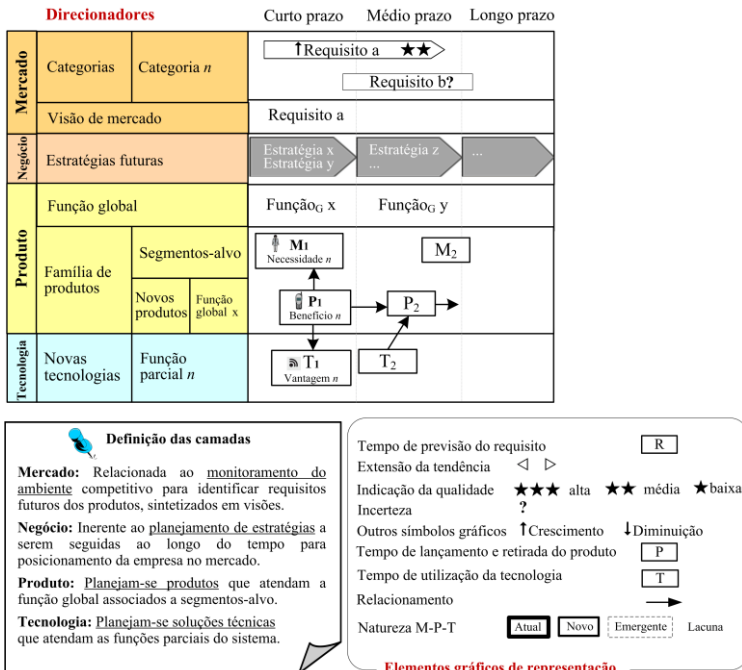 Direcionadores
Curto prazo Médio prazo Longo prazo
Mercado
Categorias Categoria n
↑Requisito a ★★
Requisito b?
Visão de mercado
Requisito a
Negócio
Estratégias futuras
Estratégia x
Estratégia y
Estratégia z
...
...
Produto
Função global
Função_G x Função_G y
Família de
produtos
Segmentos-alvo
M1
Necessidade n
M2
Novos
produtos
Função
global x
P1
Benefício n
P2
Tecnologia
Novas
tecnologias
Função
parcial n
T1
Vantagem n
T2
Definição das camadas
Mercado: Relacionada ao monitoramento do
ambiente competitivo para identificar requisitos
futuros dos produtos, sintetizados em visões.
Negócio: Inerente ao planejamento de estratégias a
serem seguidas ao longo do tempo para
posicionamento da empresa no mercado.
Produto: Planejam-se produtos que atendam a
função global associados a segmentos-alvo.
Tecnologia: Planejam-se soluções técnicas
que atendam as funções parciais do sistema.
Tempo de previsão do requisito R
Extensão da tendência ◁ ▷
Indicação da qualidade ★★★ alta ★★ média ★baixa
Incerteza ?
Outros símbolos gráficos ↑Crescimento ↓Diminuição
Tempo de lançamento e retirada do produto P
Tempo de utilização da tecnologia T
Relacionamento
Natureza M-P-T Atual Novo Emergente Lacuna
Elementos gráficos de representação